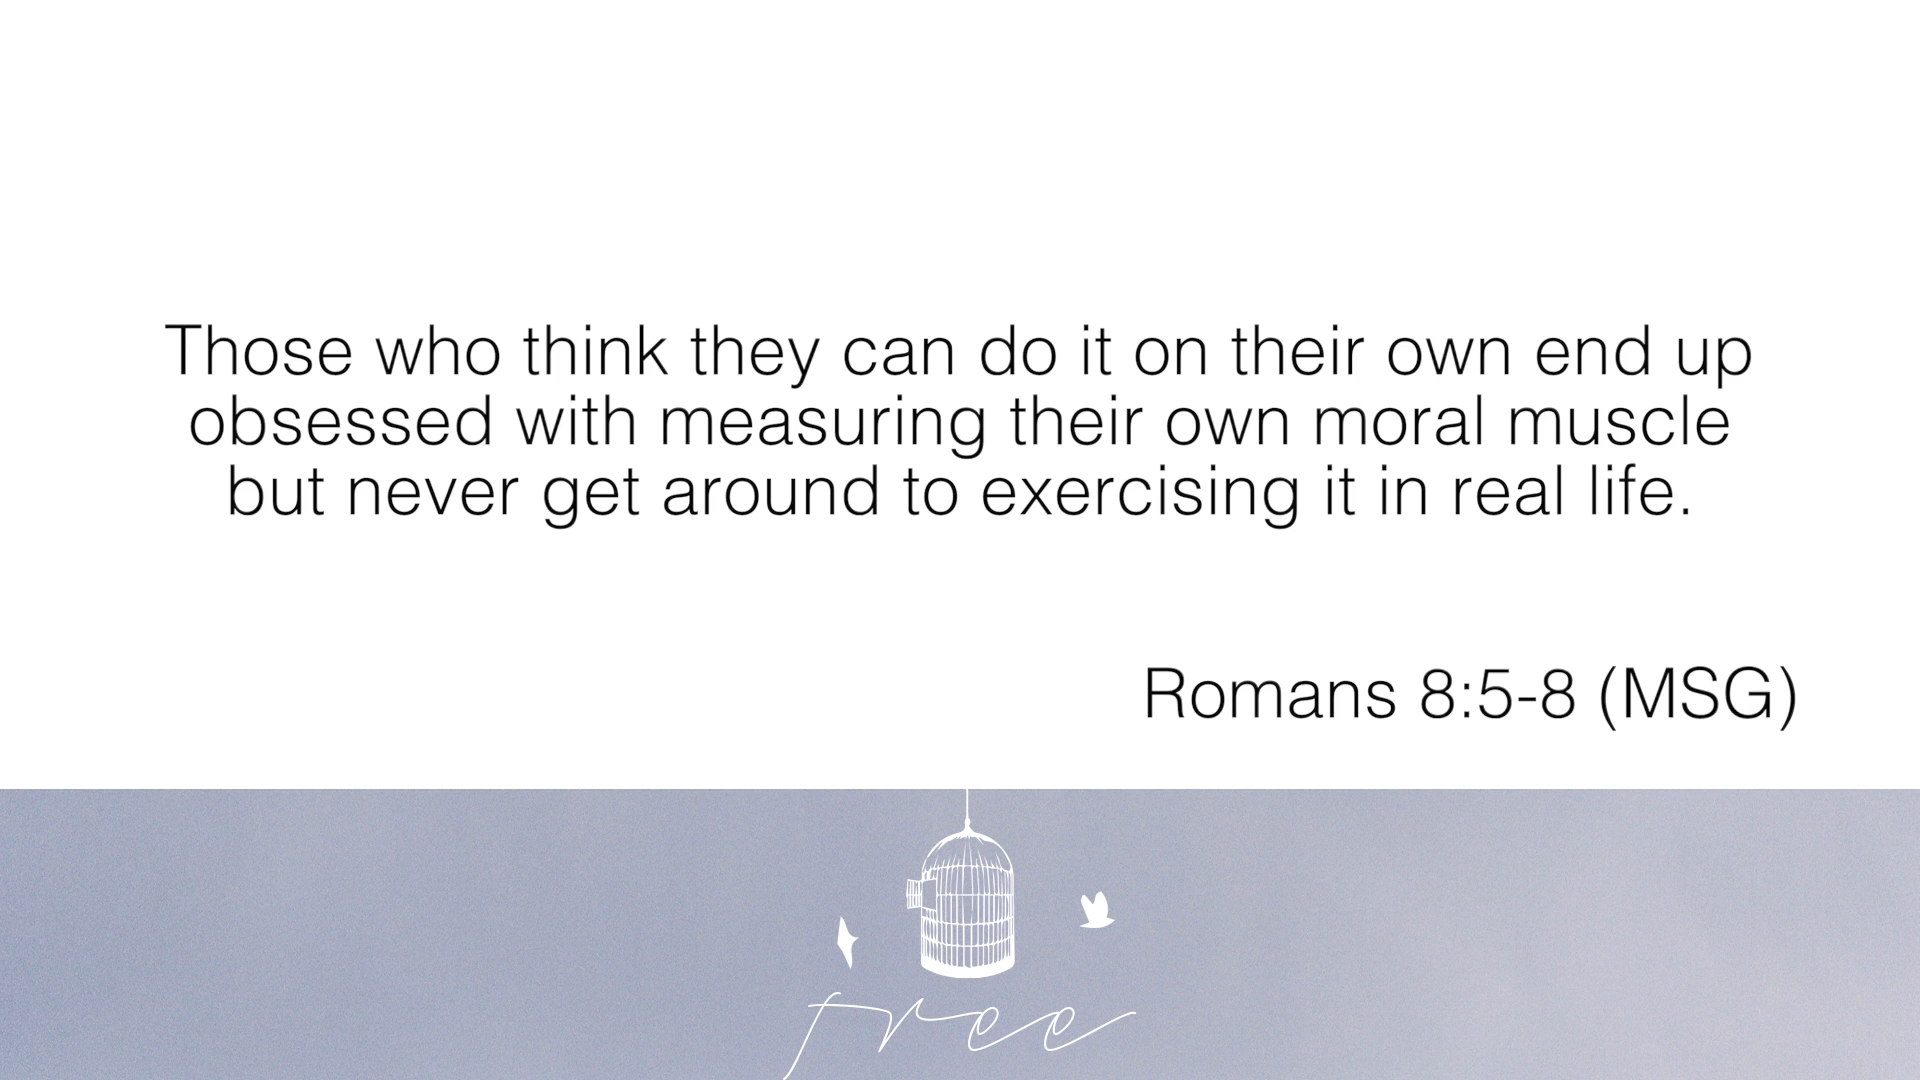 Those who think they can do it on their own end up
obsessed with measuring their own moral muscle
but never get around to exercising it in real life.
Romans 8:5-8 (MSG)
free